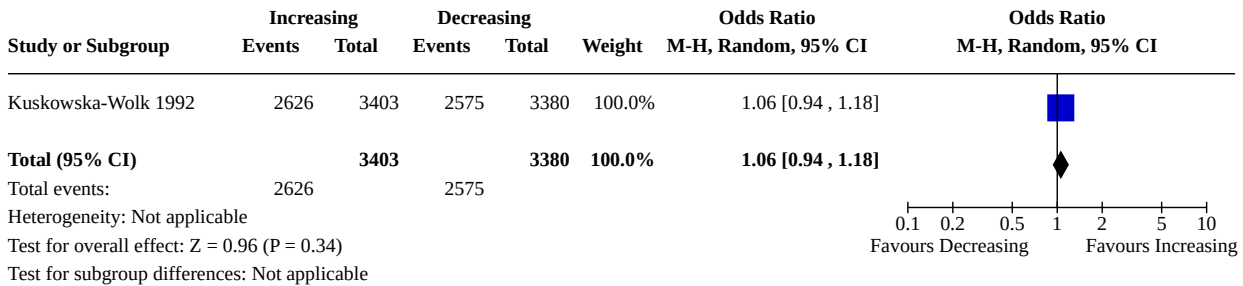 Increasing Decreasing Odds Ratio Odds Ratio
Study or Subgroup Events Total Events Total Weight M-H, Random, 95% CI M-H, Random, 95% CI
Kuskowska-Wolk 1992 2626 3403 2575 3380 100.0% 1.06 [0.94 , 1.18]
Total (95% CI) 3403 3380 100.0% 1.06 [0.94 , 1.18]
Total events: 2626 2575
Heterogeneity: Not applicable
0.1 0.2 0.5 1 2 5 10
Test for overall effect: Z = 0.96 (P = 0.34) Favours Decreasing Favours Increasing
Test for subgroup differences: Not applicable